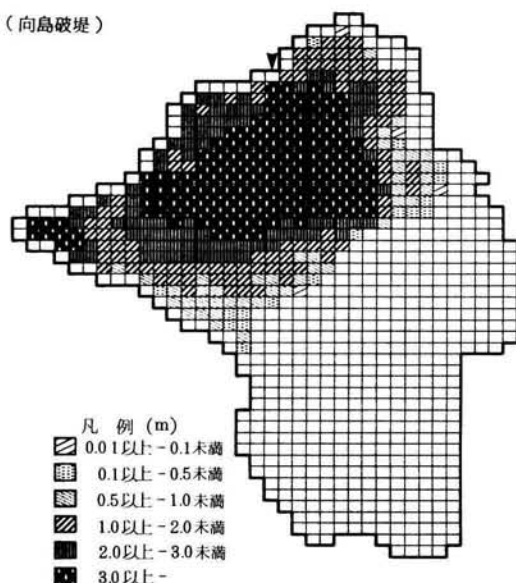 (向島破堤)
凡 例 (m)
0.01以上-0.1未満
0.1以上-0.5未満
0.5以上-1.0未満
1.0以上-2.0未満
2.0以上-3.0未満
3.0以上-